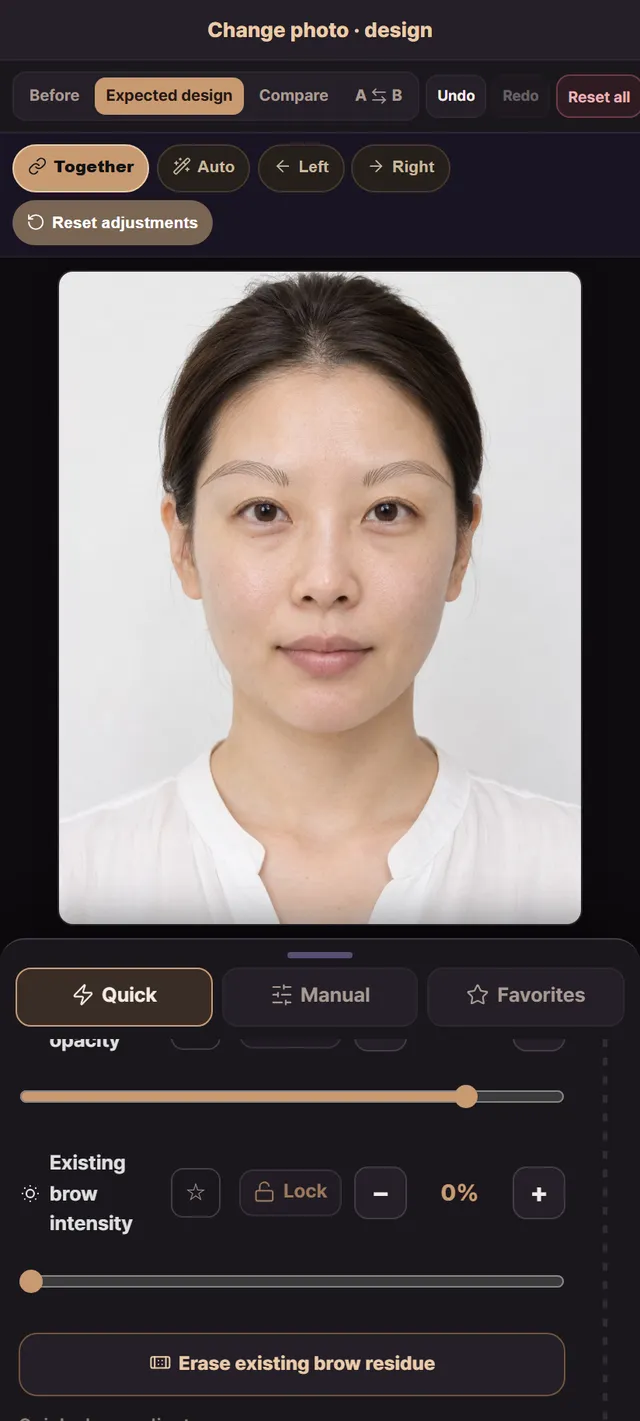 Change photo · design
Before Expected design Compare A ⇆ B Undo Redo Reset all
Together Auto Left Right
Reset adjustments
Quick Manual Favorites
opacity
Existing
brow
intensity
Lock − 0% +
Erase existing brow residue